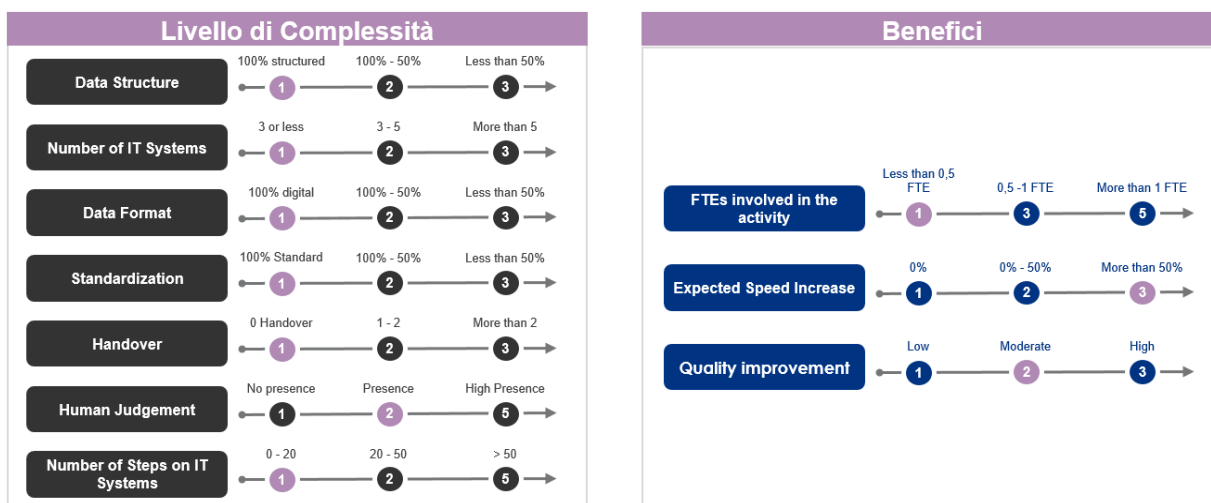 Livello di Complessità
Data Structure
100% structured
100% - 50%
Less than 50%
1
2
3
Number of IT Systems
3 or less
3 - 5
More than 5
1
2
3
Data Format
100% digital
100% - 50%
Less than 50%
1
2
3
Standardization
100% Standard
100% - 50%
Less than 50%
1
2
3
Handover
0 Handover
1 - 2
More than 2
1
2
3
Human Judgement
No presence
Presence
High Presence
1
2
5
Number of Steps on IT
Systems
0 - 20
20 - 50
> 50
1
2
5
Benefici
FTEs involved in the
activity
Less than 0,5
FTE
0,5 -1 FTE
More than 1 FTE
1
3
5
Expected Speed Increase
0%
0% - 50%
More than 50%
1
2
3
Quality improvement
Low
Moderate
High
1
2
3